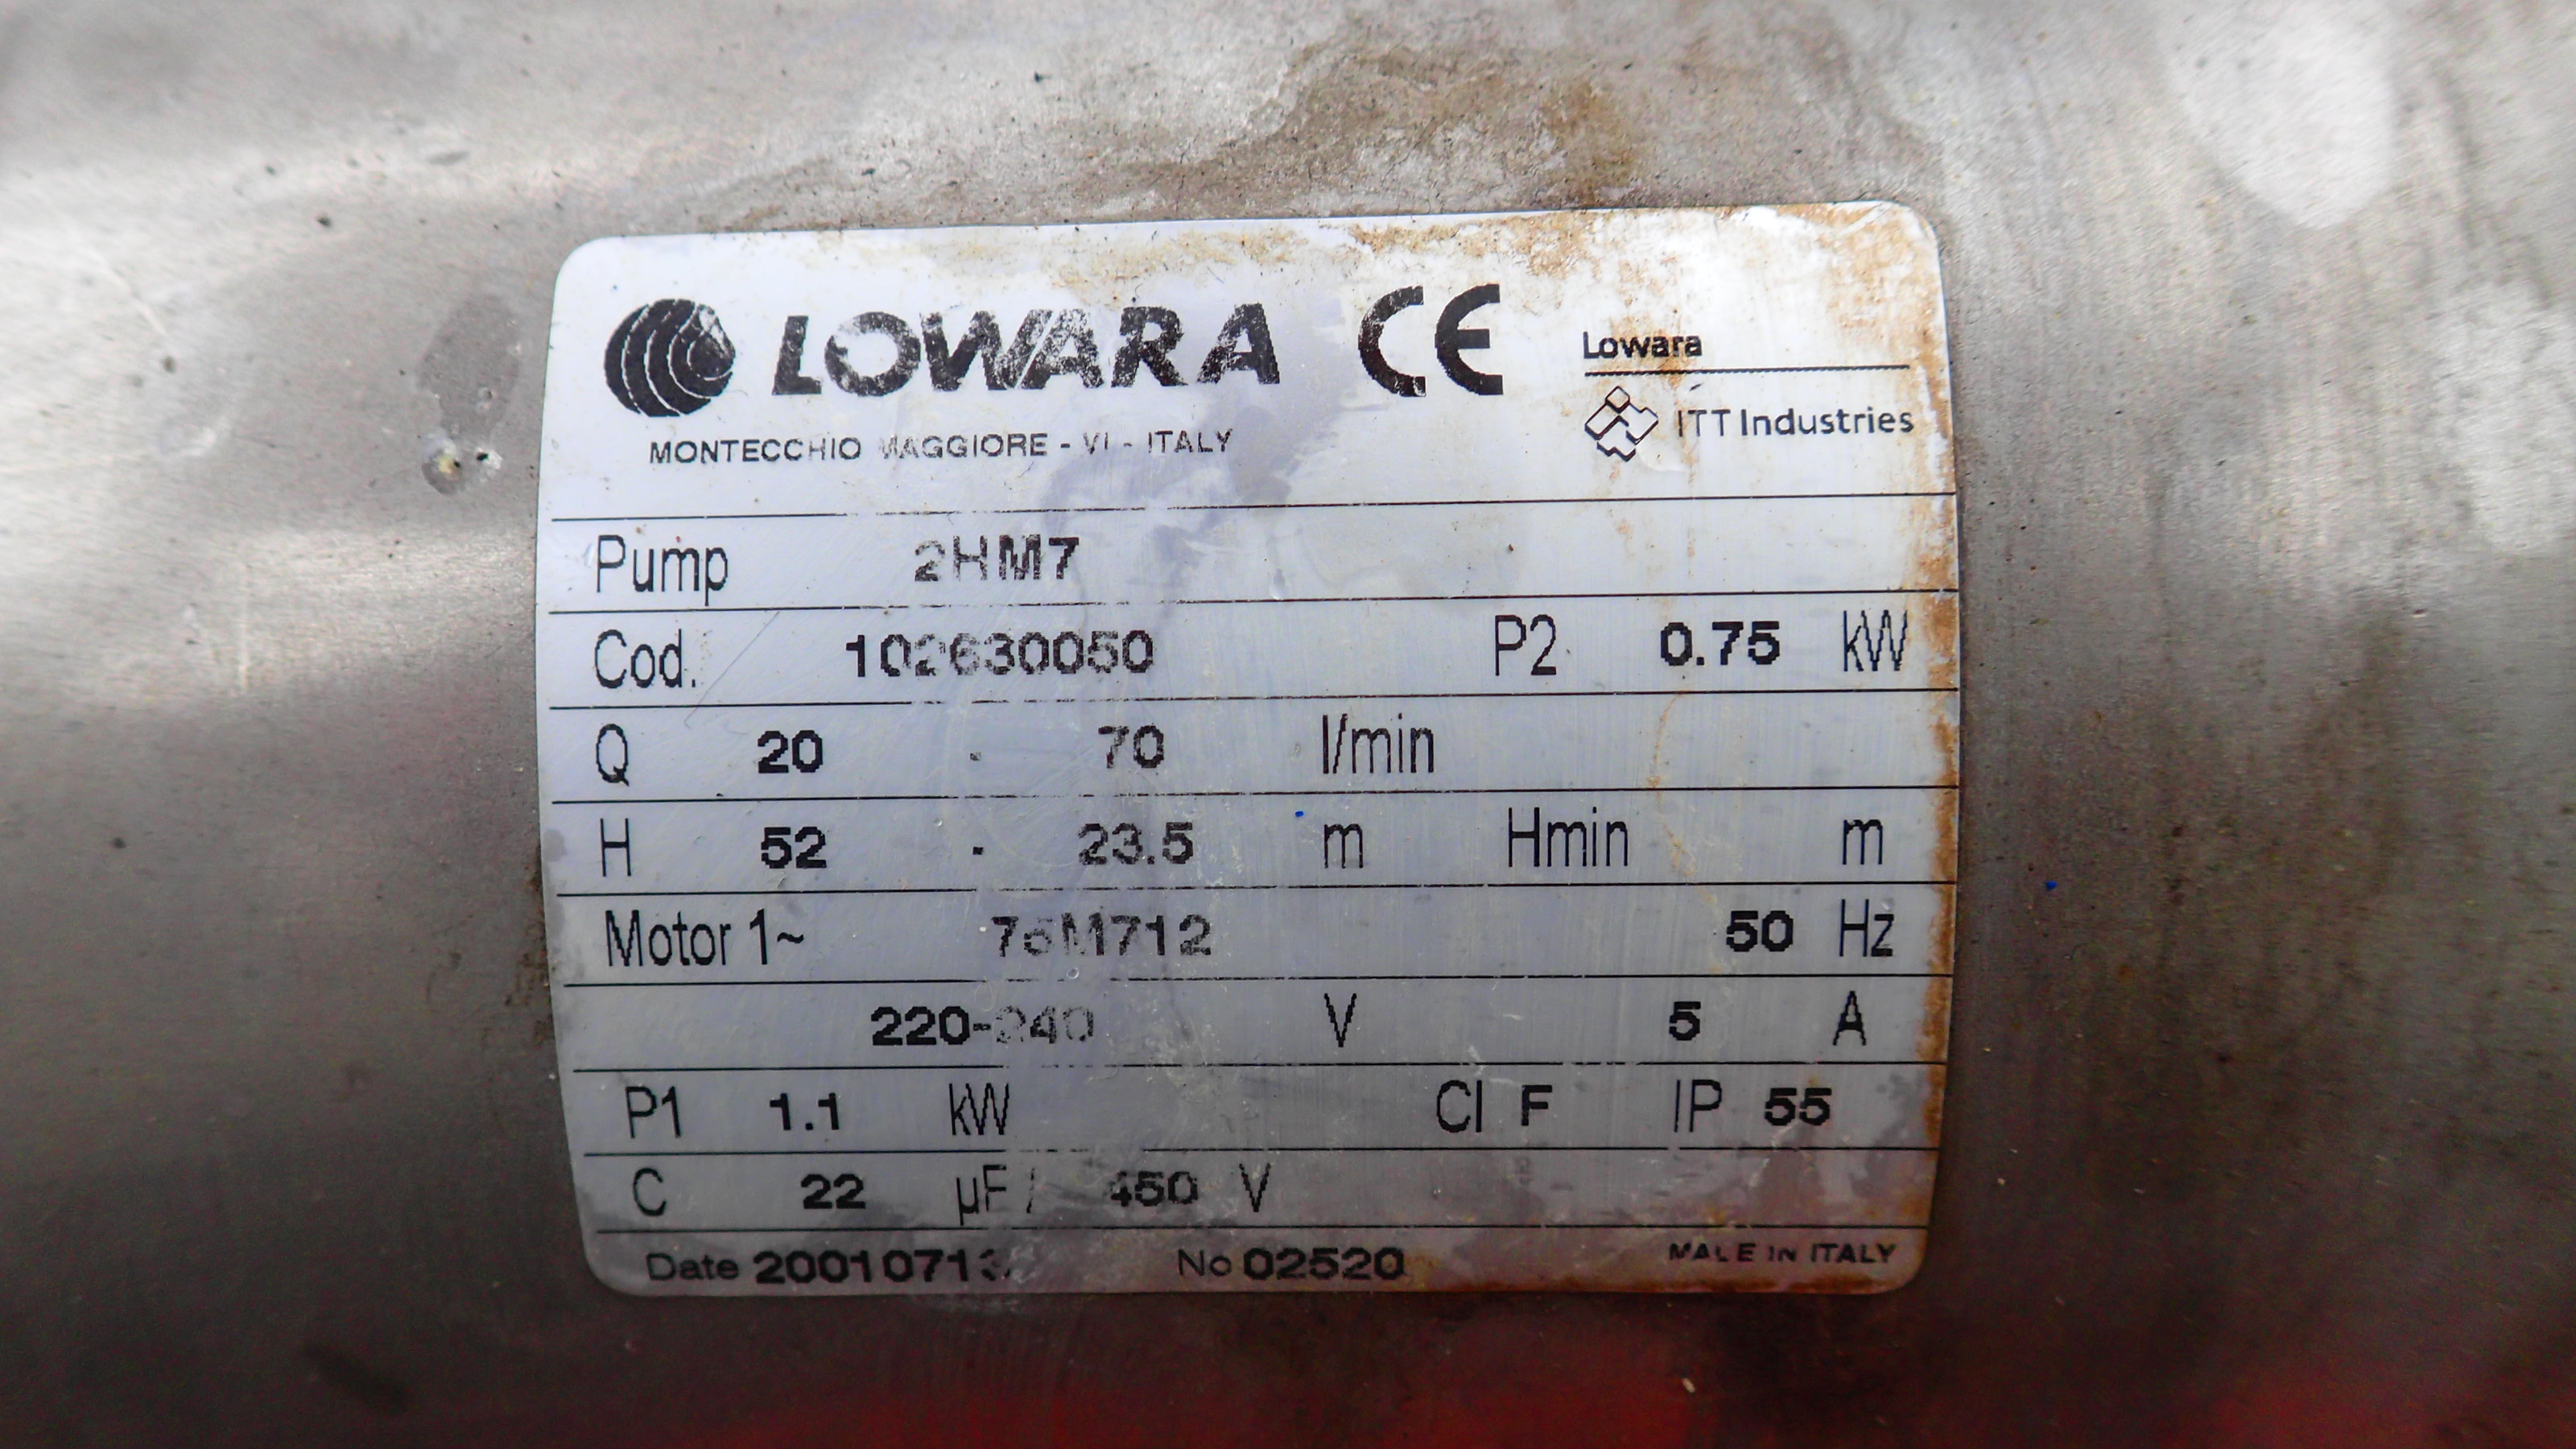 LOWARA CE
Lowara
ITT Industries
MONTECCHIO MAGGIORE - VI - ITALY
Pump 2HM7
Cod. 102630050 P2 0.75 kW
Q 20 - 70 l/min
H 52 - 23.5 m Hmin m
Motor 1~ 75M712 50 Hz
220-240 V 5 A
P1 1.1 kW Cl F IP 55
C 22 µF / 450 V
Date 20010713 No 02520 MADE IN ITALY